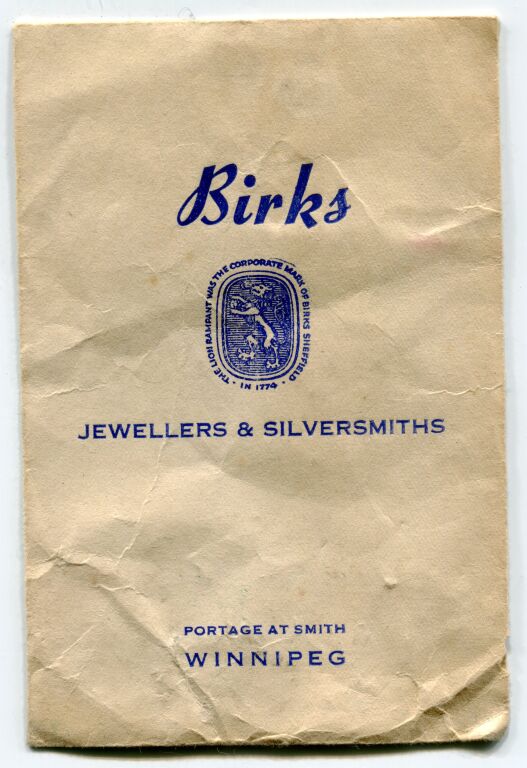 Birks
THE LION RAMPANT WAS THE CORPORATE MARK OF BIRKS SHEFFIELD
· IN 1774 ·
JEWELLERS & SILVERSMITHS
PORTAGE AT SMITH
WINNIPEG